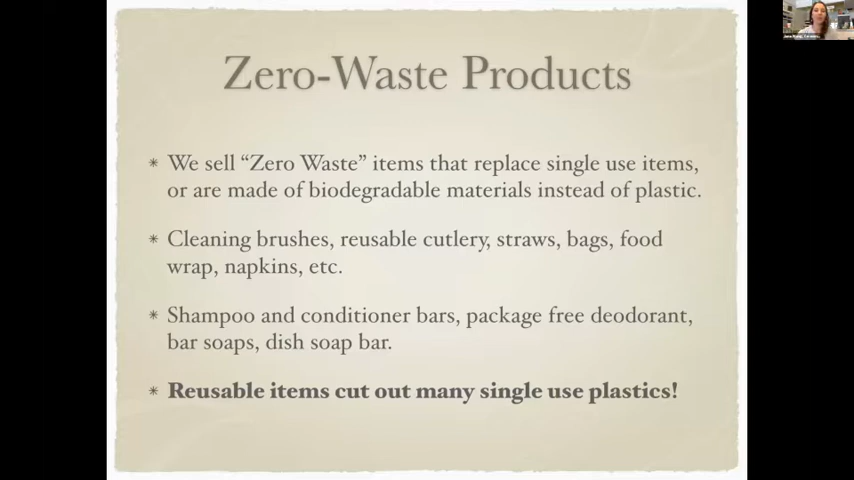 Zero-Waste Products
* We sell “Zero Waste” items that replace single use items,
or are made of biodegradable materials instead of plastic.
* Cleaning brushes, reusable cutlery, straws, bags, food
wrap, napkins, etc.
* Shampoo and conditioner bars, package free deodorant,
bar soaps, dish soap bar.
* Reusable items cut out many single use plastics!